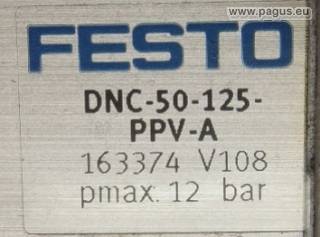 www.pagus.eu
FESTO
DNC-50-125-
PPV-A
163374 V108
pmax. 12 bar